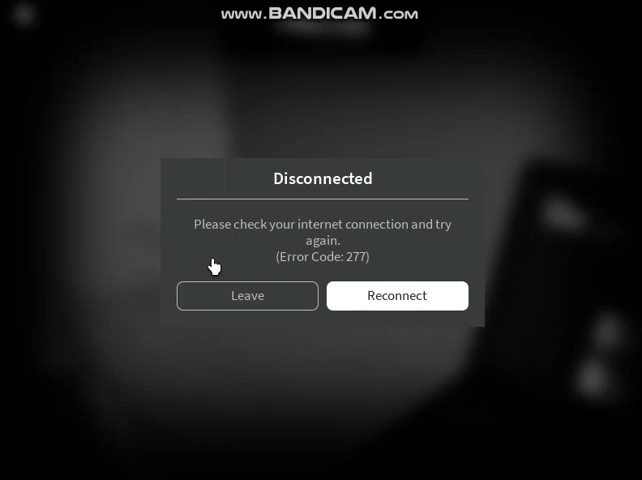 www.BANDICAM.com
Disconnected
Please check your internet connection and try
again.
(Error Code: 277)
Leave
Reconnect